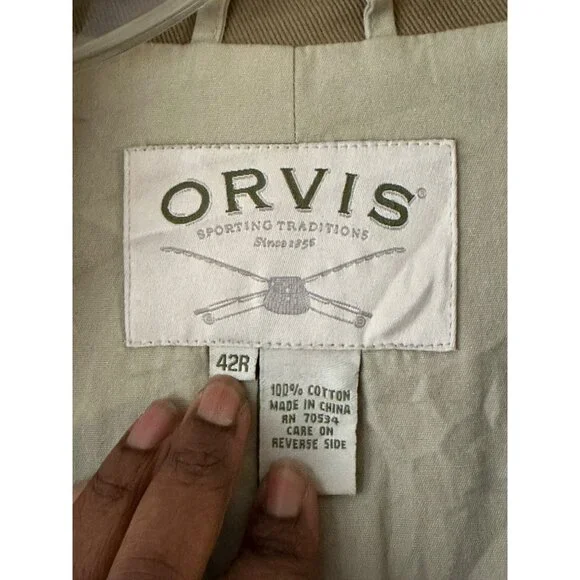 ORVIS®
SPORTING TRADITIONS
Since 1856
42R
100% COTTON
MADE IN CHINA
RN 70534
CARE ON
REVERSE SIDE